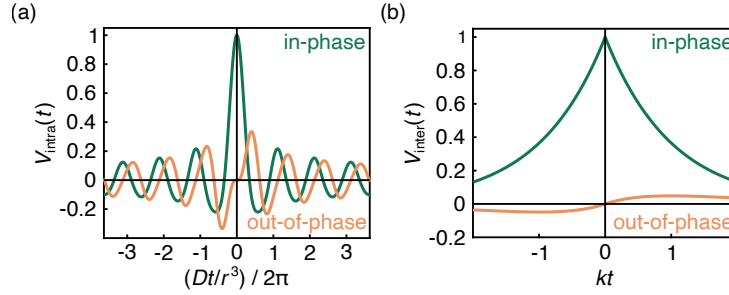 (a)
in-phase
1
0.8
0.6
0.4
0.2
0
-0.2
V_intra(t)
out-of-phase
-3 -2 -1 0 1 2 3
(Dt/r³) / 2π
(b)
in-phase
1
0.8
0.6
0.4
0.2
0
-0.2
V_inter(t)
out-of-phase
-1 0 1
kt